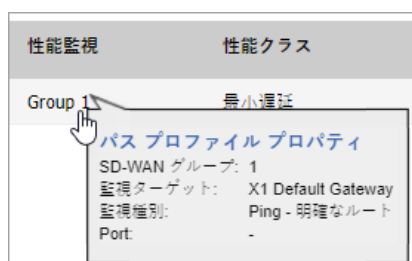 性能監視 性能クラス
Group 1 最小遅延
パス プロファイル プロパティ
SD-WAN グループ: 1
監視ターゲット: X1 Default Gateway
監視種別: Ping - 明確なルート
Port: -